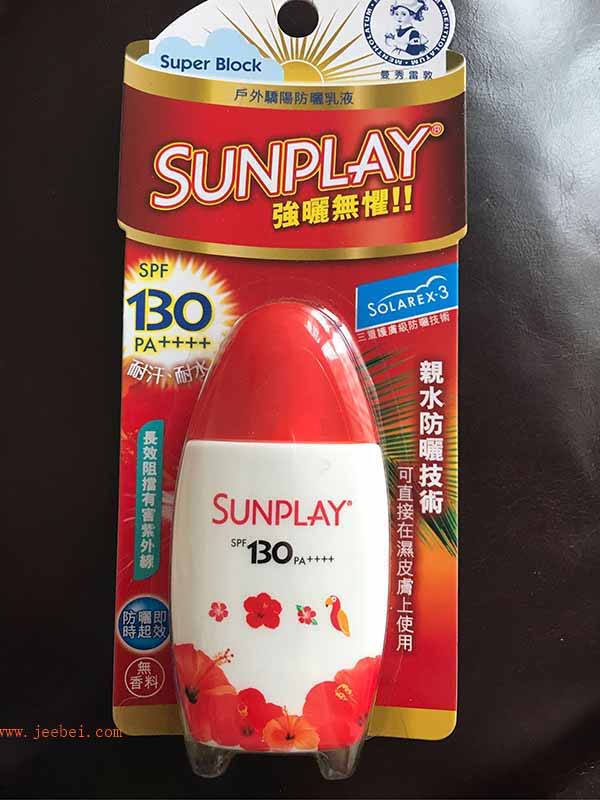 Super Block
MENTHOLATUM
曼秀雷敦
戶外驕陽防曬乳液
SUNPLAY®
強曬無懼!!
SPF
130
PA++++
耐汗·耐水
SOLAREX-3
三重護膚級防曬技術
親水防曬技術
可直接在濕皮膚上使用
長效阻擋有害紫外線
防曬即
時起效
無
香料
SUNPLAY®
SPF 130 PA++++
www.jeebei.com